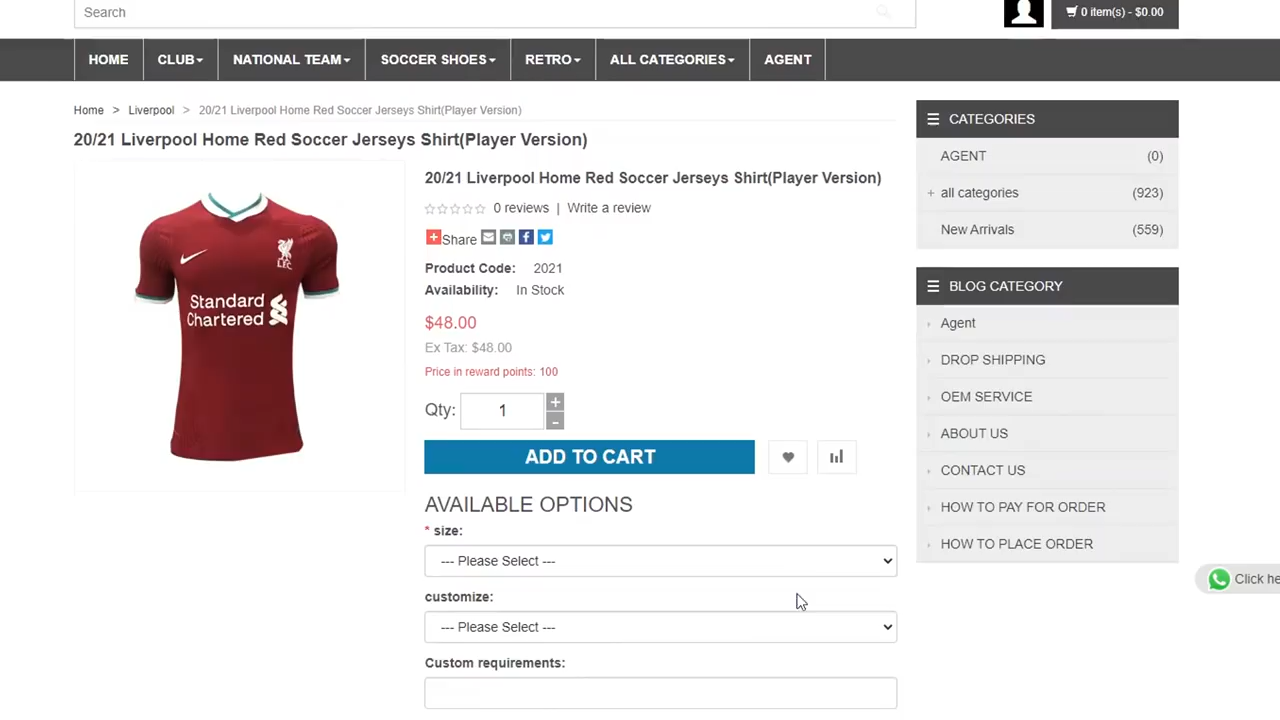 Search
0 item(s) - $0.00
HOME CLUB NATIONAL TEAM SOCCER SHOES RETRO ALL CATEGORIES AGENT
Home > Liverpool > 20/21 Liverpool Home Red Soccer Jerseys Shirt(Player Version)
20/21 Liverpool Home Red Soccer Jerseys Shirt(Player Version)
L.F.C.
Standard
Chartered
20/21 Liverpool Home Red Soccer Jerseys Shirt(Player Version)
0 reviews | Write a review
Share
Product Code: 2021
Availability: In Stock
$48.00
Ex Tax: $48.00
Price in reward points: 100
Qty: 1 + -
ADD TO CART
AVAILABLE OPTIONS
* size:
--- Please Select ---
customize:
--- Please Select ---
Custom requirements:
CATEGORIES
AGENT (0)
+ all categories (923)
New Arrivals (559)
BLOG CATEGORY
Agent
DROP SHIPPING
OEM SERVICE
ABOUT US
CONTACT US
HOW TO PAY FOR ORDER
HOW TO PLACE ORDER
Click he